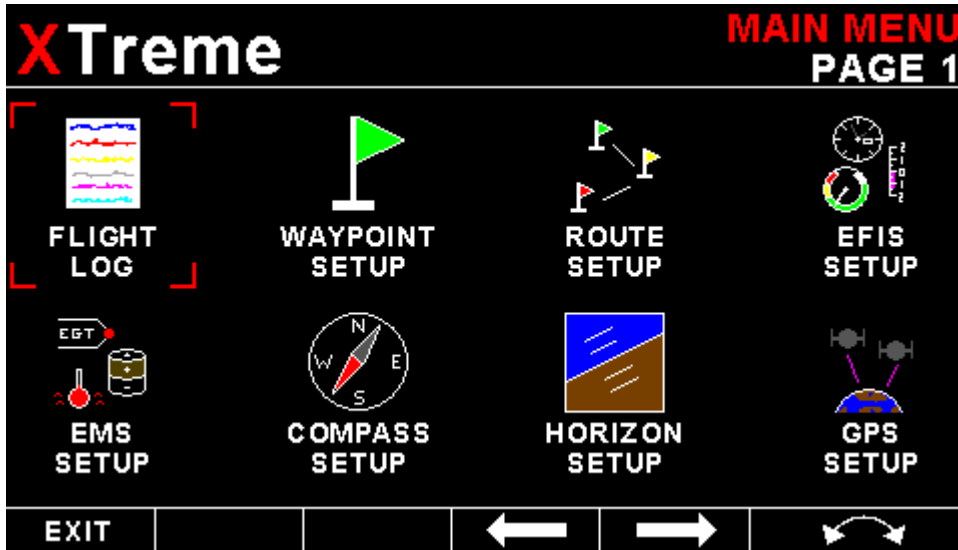 XTreme
MAIN MENU
PAGE 1
FLIGHT
LOG
WAYPOINT
SETUP
ROUTE
SETUP
EFIS
SETUP
EGT
N
W
E
S
EMS
SETUP
COMPASS
SETUP
HORIZON
SETUP
GPS
SETUP
EXIT